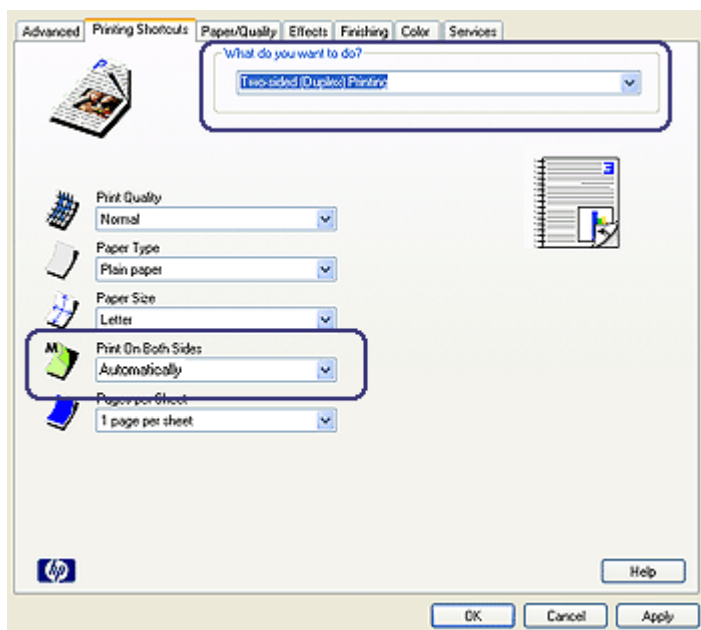 Advanced Printing Shortcuts Paper/Quality Effects Finishing Color Services
What do you want to do?
Two-sided (Duplex) Printing
3
Print Quality
Normal
Paper Type
Plain paper
Paper Size
Letter
M
Print On Both Sides
Automatically
Pages per Sheet
1 page per sheet
hp
Help
OK Cancel Apply